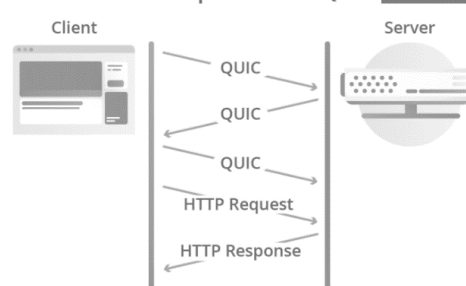 Client
Server
QUIC
QUIC
QUIC
HTTP Request
HTTP Response